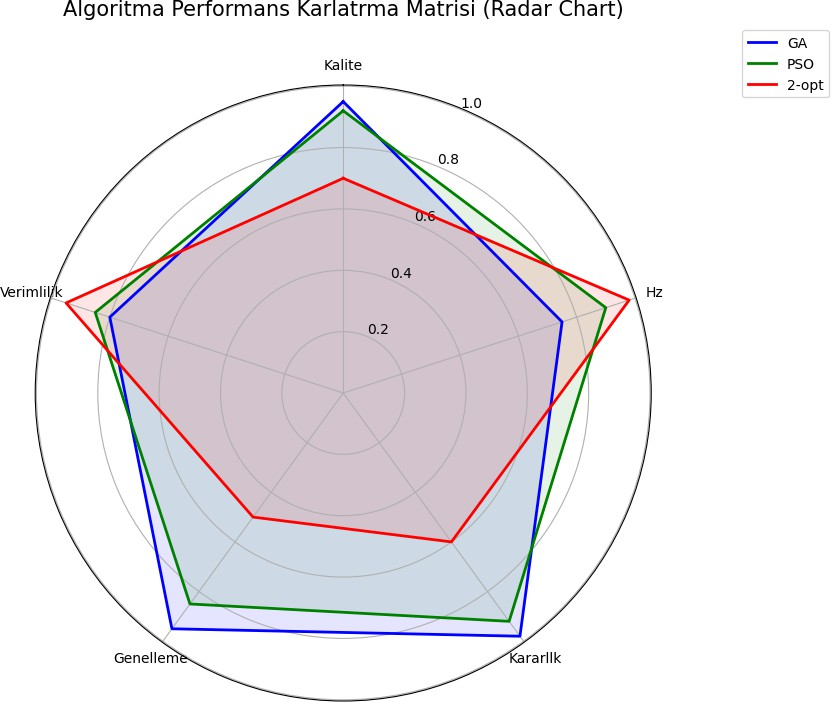 Algoritma Performans Karlatrma Matrisi (Radar Chart)
GA
PSO
2-opt
Kalite
1.0
0.8
0.6
0.4
0.2
Verimlilik
Hz
Genelleme
Kararllk